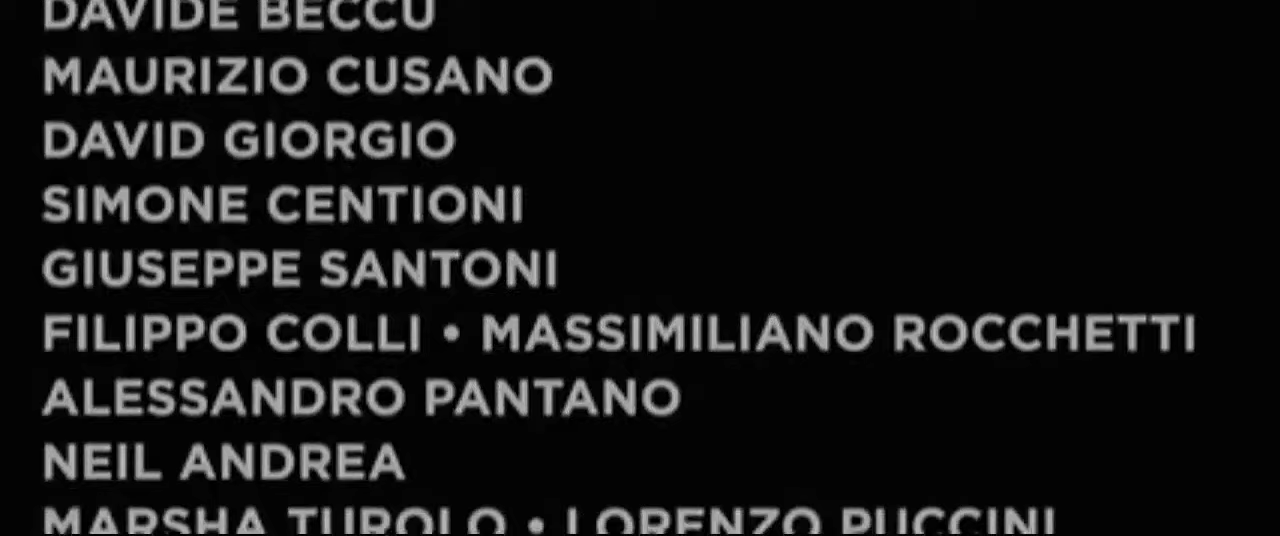 DAVIDE BECCU
MAURIZIO CUSANO
DAVID GIORGIO
SIMONE CENTIONI
GIUSEPPE SANTONI
FILIPPO COLLI • MASSIMILIANO ROCCHETTI
ALESSANDRO PANTANO
NEIL ANDREA
MARSHA TUROLO • LORENZO PUCCINI